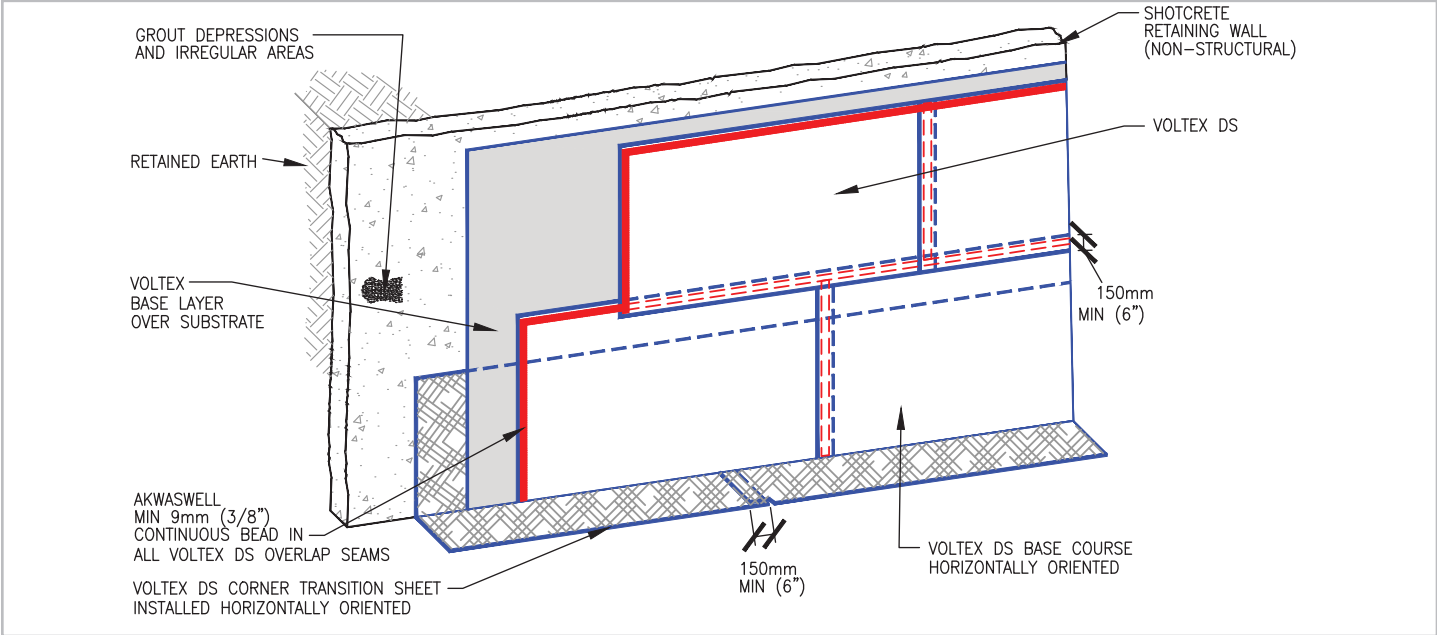 GROUT DEPRESSIONS
AND IRREGULAR AREAS
SHOTCRETE
RETAINING WALL
(NON-STRUCTURAL)
VOLTEX DS
RETAINED EARTH
VOLTEX
BASE LAYER
OVER SUBSTRATE
150mm
MIN (6”)
AKWASWELL
MIN 9mm (3/8”)
CONTINUOUS BEAD IN
ALL VOLTEX DS OVERLAP SEAMS
VOLTEX DS CORNER TRANSITION SHEET
INSTALLED HORIZONTALLY ORIENTED
150mm
MIN (6”)
VOLTEX DS BASE COURSE
HORIZONTALLY ORIENTED